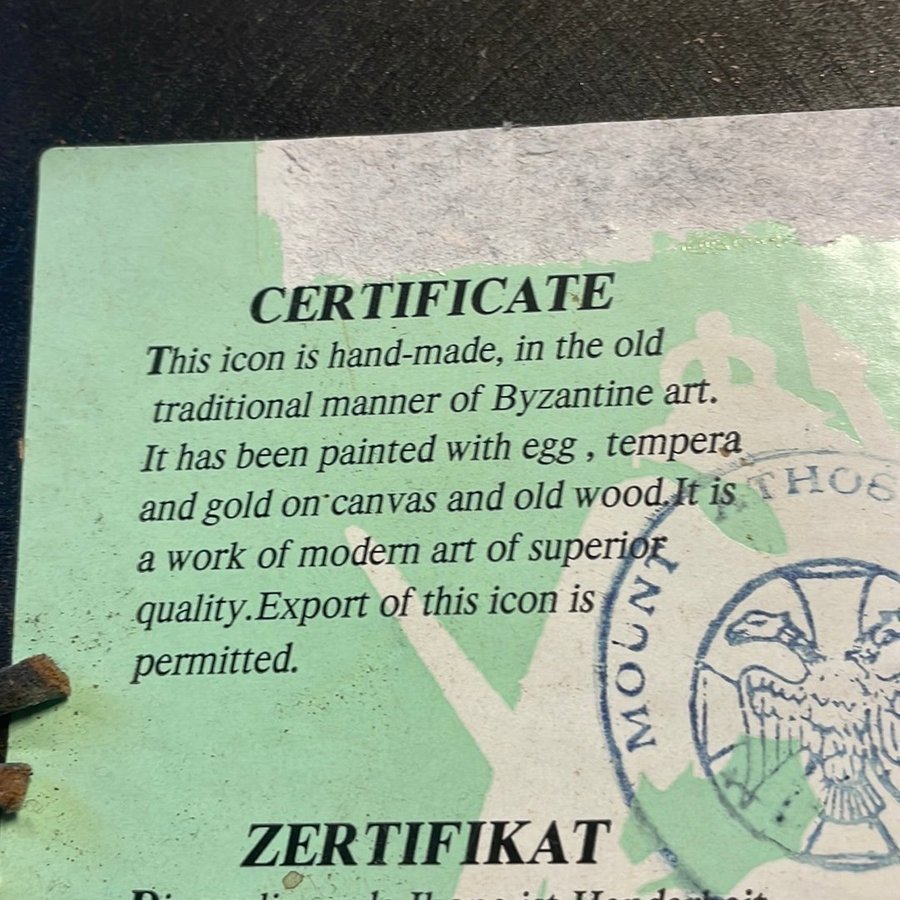 CERTIFICATE
This icon is hand-made, in the old
traditional manner of Byzantine art.
It has been painted with egg , tempera
and gold on canvas and old wood.It is
a work of modern art of superior
quality.Export of this icon is
permitted.
MOUNT ATHOS
ZERTIFIKAT